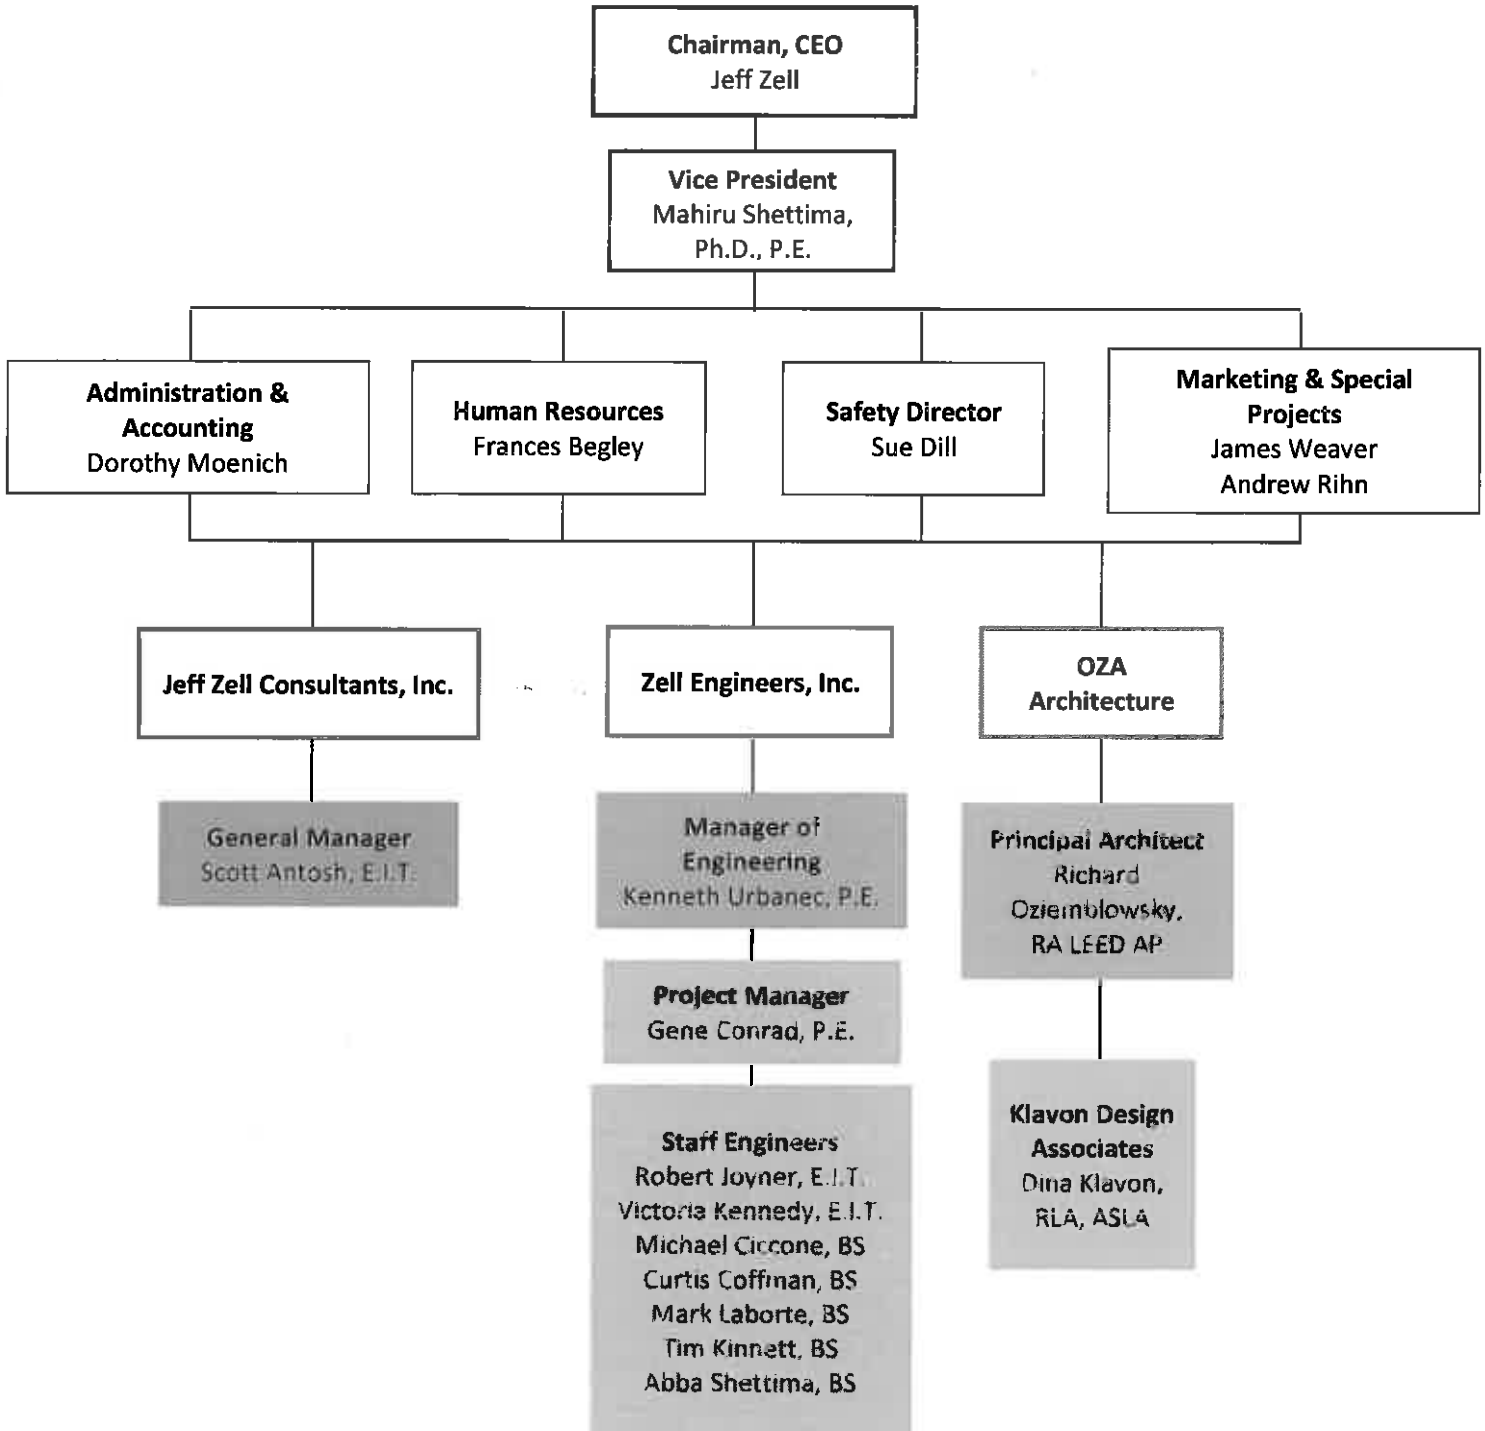 Chairman, CEO
Jeff Zell
Vice President
Mahiru Shettima,
Ph.D., P.E.
Administration &
Accounting
Dorothy Moenich
Human Resources
Frances Begley
Safety Director
Sue Dill
Marketing & Special
Projects
James Weaver
Andrew Rihn
Jeff Zell Consultants, Inc.
Zell Engineers, Inc.
OZA
Architecture
General Manager
Scott Antosh, E.I.T.
Manager of
Engineering
Kenneth Urbanec, P.E.
Project Manager
Gene Conrad, P.E.
Staff Engineers
Robert Joyner, E.I.T.
Victoria Kennedy, E.I.T.
Michael Ciccone, BS
Curtis Coffman, BS
Mark Laborte, BS
Tim Kinnett, BS
Abba Shettima, BS
Principal Architect
Richard
Oziemblowsky,
RA LEED AP
Klavon Design
Associates
Dina Klavon,
RLA, ASLA